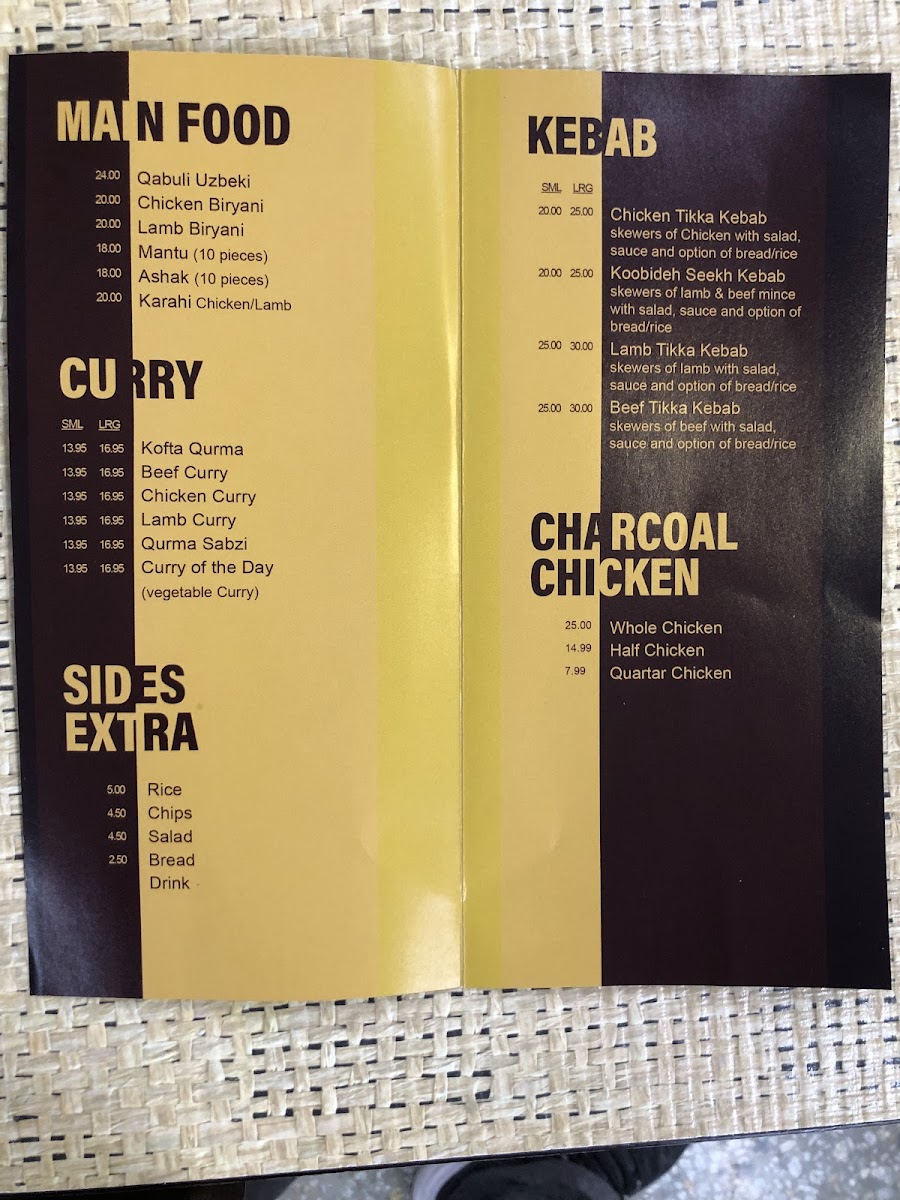 MAIN FOOD
24.00 Qabuli Uzbeki
20.00 Chicken Biryani
20.00 Lamb Biryani
18.00 Mantu (10 pieces)
18.00 Ashak (10 pieces)
20.00 Karahi Chicken/Lamb
CURRY
SML LRG
13.95 16.95 Kofta Qurma
13.95 16.95 Beef Curry
13.95 16.95 Chicken Curry
13.95 16.95 Lamb Curry
13.95 16.95 Qurma Sabzi
13.95 16.95 Curry of the Day
(vegetable Curry)
SIDES
EXTRA
5.00 Rice
4.50 Chips
4.50 Salad
2.50 Bread
Drink
KEBAB
SML LRG
20.00 25.00 Chicken Tikka Kebab
skewers of Chicken with salad,
sauce and option of bread/rice
20.00 25.00 Koobideh Seekh Kebab
skewers of lamb & beef mince
with salad, sauce and option of
bread/rice
25.00 30.00 Lamb Tikka Kebab
skewers of lamb with salad,
sauce and option of bread/rice
25.00 30.00 Beef Tikka Kebab
skewers of beef with salad,
sauce and option of bread/rice
CHARCOAL
CHICKEN
25.00 Whole Chicken
14.99 Half Chicken
7.99 Quartar Chicken